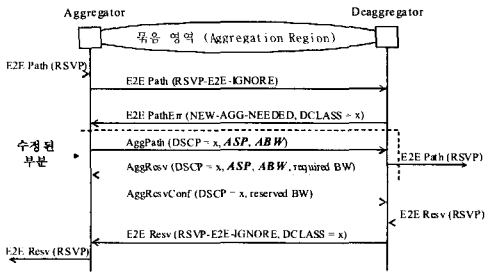 Aggregator
Deaggregator
묶음 영역 (Aggregation Region)
E2E Path (RSVP)
E2E Path (RSVP-E2E-IGNORE)
E2E PathErr (NEW-AGG-NEEDED, DCLASS = x)
수정된
부분
AggPath (DSCP = x, ASP, ABW)
E2E Path (RSVP)
AggResv (DSCP = x, ASP, ABW, required BW)
AggResvConf (DSCP = x, reserved BW)
E2E Resv (RSVP)
E2E Resv (RSVP-E2E-IGNORE, DCLASS = x)
E2E Resv (RSVP)